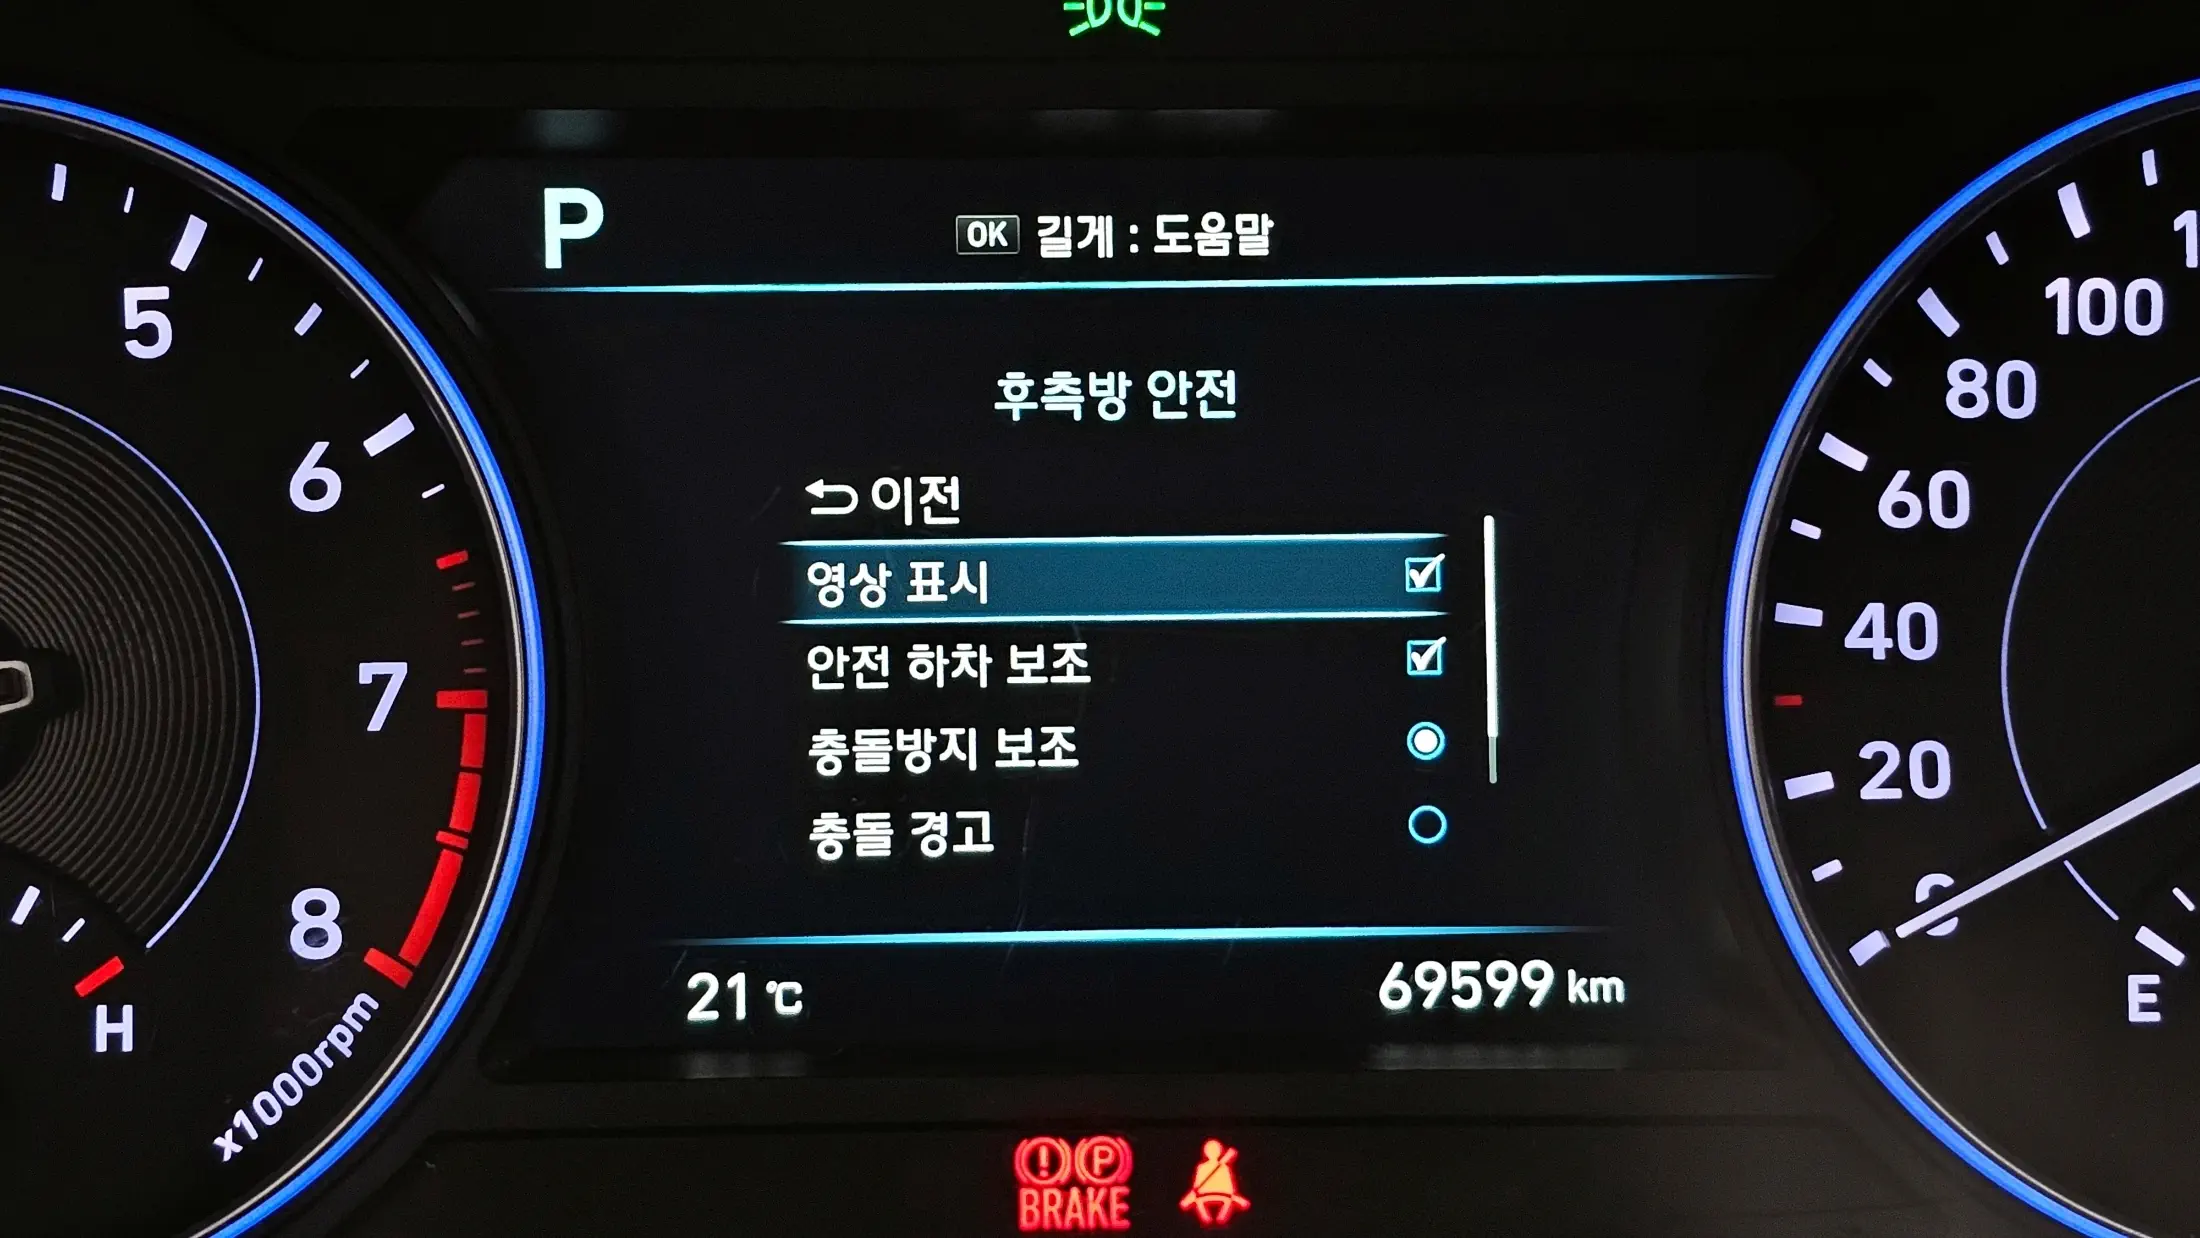 P
OK 길게 : 도움말
후측방 안전
이전
영상 표시
안전 하차 보조
충돌방지 보조
충돌 경고
21 ℃
69599 km
5
6
7
8
x1000rpm
H
100
80
60
40
20
0
E
BRAKE
P